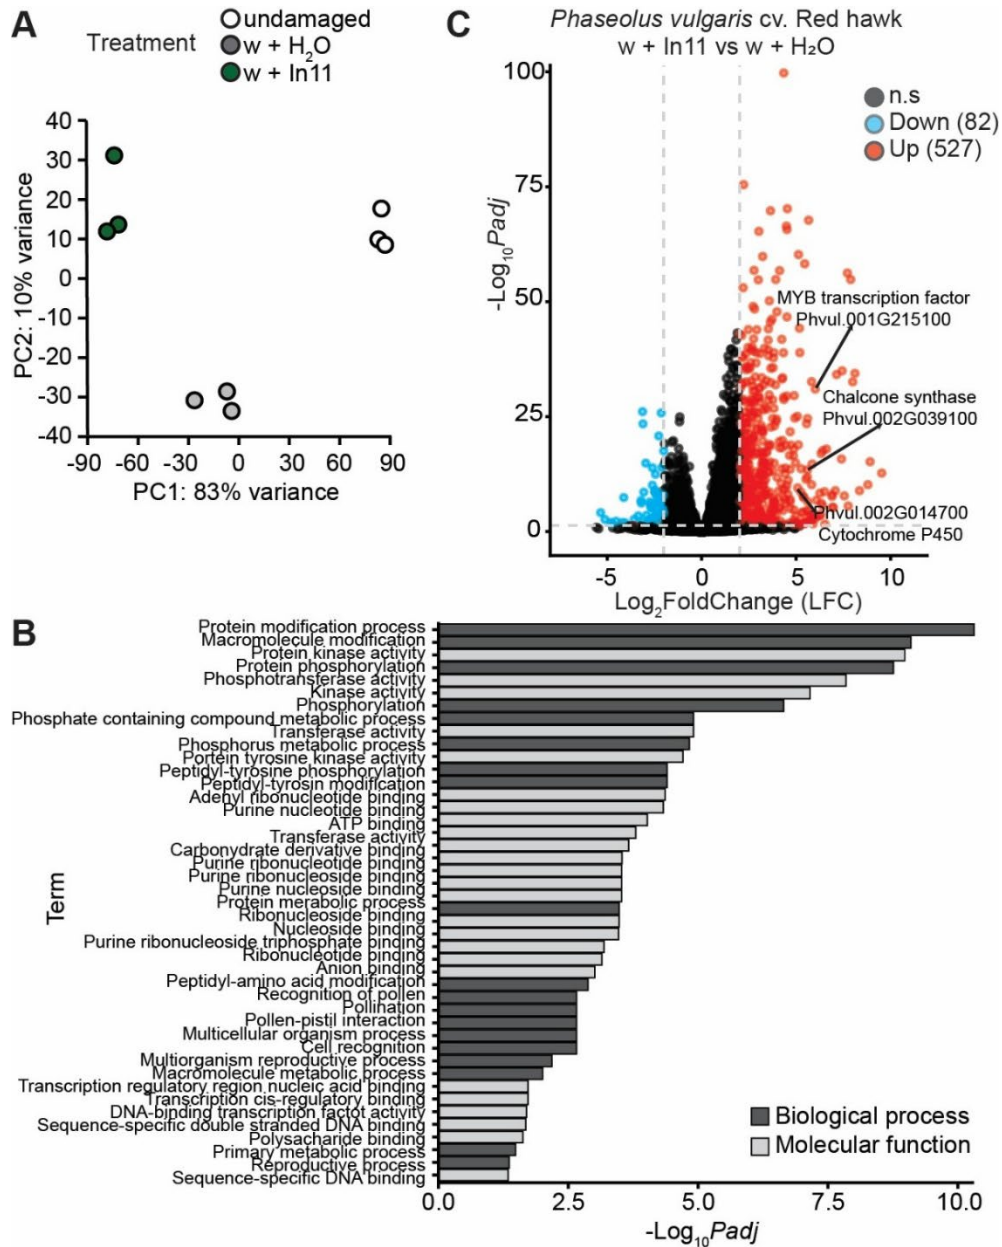 A
Treatment
undamaged
w + H2O
w + In11
40
30
20
10
0
-10
-20
-30
-40
PC2: 10% variance
-90 -60 -30 0 30 60 90
PC1: 83% variance
C
Phaseolus vulgaris cv. Red hawk
w + In11 vs w + H2O
n.s
Down (82)
Up (527)
100
75
50
25
0
-Log10Padj
MYB transcription factor
Phvul.001G215100
Chalcone synthase
Phvul.002G039100
Phvul.002G014700
Cytochrome P450
-5 0 5 10
Log2FoldChange (LFC)
B
Term
Protein modification process
Macromolecule modification
Protein kinase activity
Protein phosphorylation
Phosphotransferase activity
Kinase activity
Phosphorylation
Phosphate containing compound metabolic process
Transferase activity
Phosphorus metabolic process
Portein tyrosine kinase activity
Peptidyl-tyrosine phosphorylation
Peptidyl-tyrosin modification
Adenyl ribonucleotide binding
Purine nucleotide binding
ATP binding
Transferase activity
Carbonydrate derivative binding
Purine ribonucleotide binding
Purine ribonucleoside binding
Purine nucleoside binding
Protein merabolic process
Ribonucleoside binding
Nucleoside binding
Purine ribonucleoside triphosphate binding
Ribonucleotide binding
Anion binding
Peptidyl-amino acid modification
Recognition of pollen
Pollination
Pollen-pistil interaction
Multicellular organism process
Cell recognition
Multiorganism reproductive process
Macromolecule metabolic process
Transcription regulatory region nucleic acid binding
Transcription cis-regulatory binding
DNA-binding transcription factot activity
Sequence-specific double stranded DNA binding
Polysacharide binding
Primary metabolic process
Reproductive process
Sequence-specific DNA binding
Biological process
Molecular function
0.0 2.5 5.0 7.5 10.0
-Log10Padj